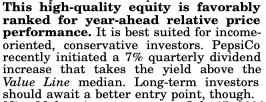 This high-quality equity is favorably
ranked for year-ahead relative price
performance. It is best suited for income-
oriented, conservative investors. PepsiCo
recently initiated a 7% quarterly dividend
increase that takes the yield above the
Value Line median. Long-term investors
should await a better entry point, though.